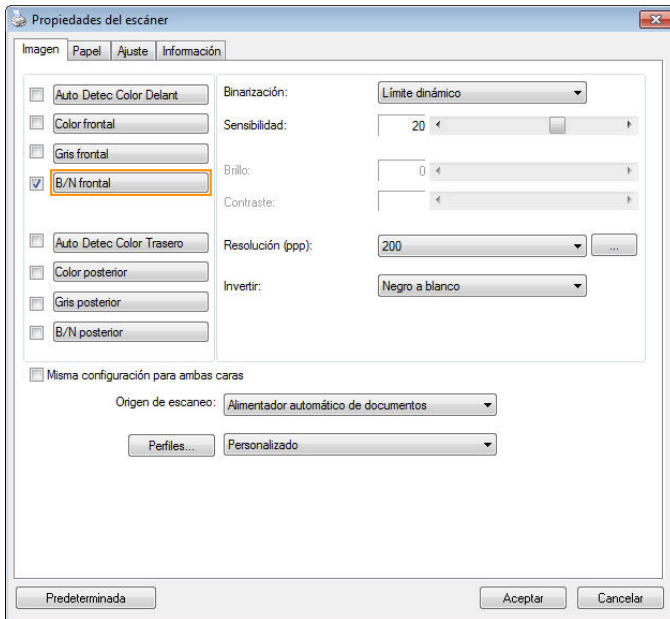 Propiedades del escáner
Imagen Papel Ajuste Información
Auto Detec Color Delant
Color frontal
Gris frontal
B/N frontal
Auto Detec Color Trasero
Color posterior
Gris posterior
B/N posterior
Binarización: Límite dinámico
Sensibilidad: 20
Brillo: 0
Contraste:
Resolución (ppp): 200 ...
Invertir: Negro a blanco
Misma configuración para ambas caras
Origen de escaneo: Alimentador automático de documentos
Perfiles... Personalizado
Predeterminada Aceptar Cancelar